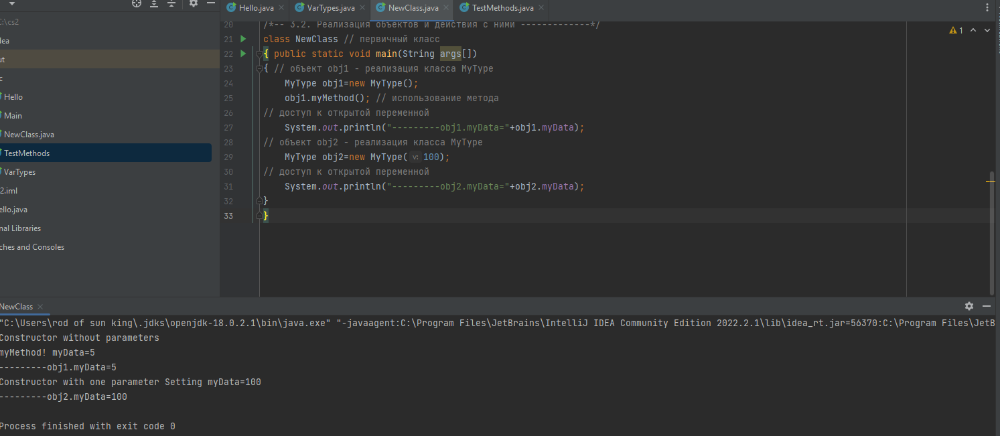 Hello.java VarTypes.java NewClass.java TestMethods.java
:\cs2
dea
ut
c
Hello
Main
NewClass.java
TestMethods
VarTypes
2.iml
ello.java
nal Libraries
ches and Consoles
1
20 /*-- 3.2. Реализация объектов и действия с ними -------------*/
21 class NewClass // первичный класс
22 { public static void main(String args[])
23 { // объект obj1 - реализация класса MyType
24 MyType obj1=new MyType();
25 obj1.myMethod(); // использование метода
26 // доступ к открытой переменной
27 System.out.println("---------obj1.myData="+obj1.myData);
28 // объект obj2 - реализация класса MyType
29 MyType obj2=new MyType( v: 100);
30 // доступ к открытой переменной
31 System.out.println("---------obj2.myData="+obj2.myData);
32 }
33 }
NewClass
"C:\Users\rod of sun king\.jdks\openjdk-18.0.2.1\bin\java.exe" "-javaagent:C:\Program Files\JetBrains\IntelliJ IDEA Community Edition 2022.2.1\lib\idea_rt.jar=56370:C:\Program Files\JetB
Constructor without parameters
myMethod! myData=5
---------obj1.myData=5
Constructor with one parameter Setting myData=100
---------obj2.myData=100
Process finished with exit code 0